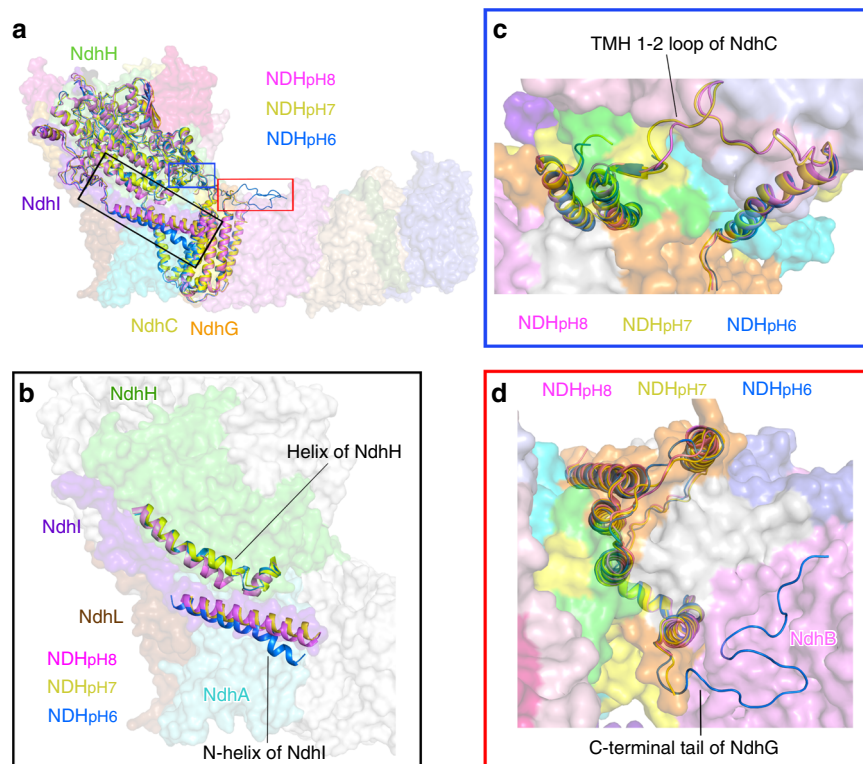 a
NdhH
NDHpH8
NDHpH7
NDHpH6
NdhI
NdhC NdhG
b
NdhH
Helix of NdhH
NdhI
NdhL
NDHpH8
NDHpH7
NdhA
NDHpH6
N-helix of NdhI
c
TMH 1-2 loop of NdhC
NDHpH8 NDHpH7 NDHpH6
d
NDHpH8 NDHpH7 NDHpH6
NdhB
C-terminal tail of NdhG